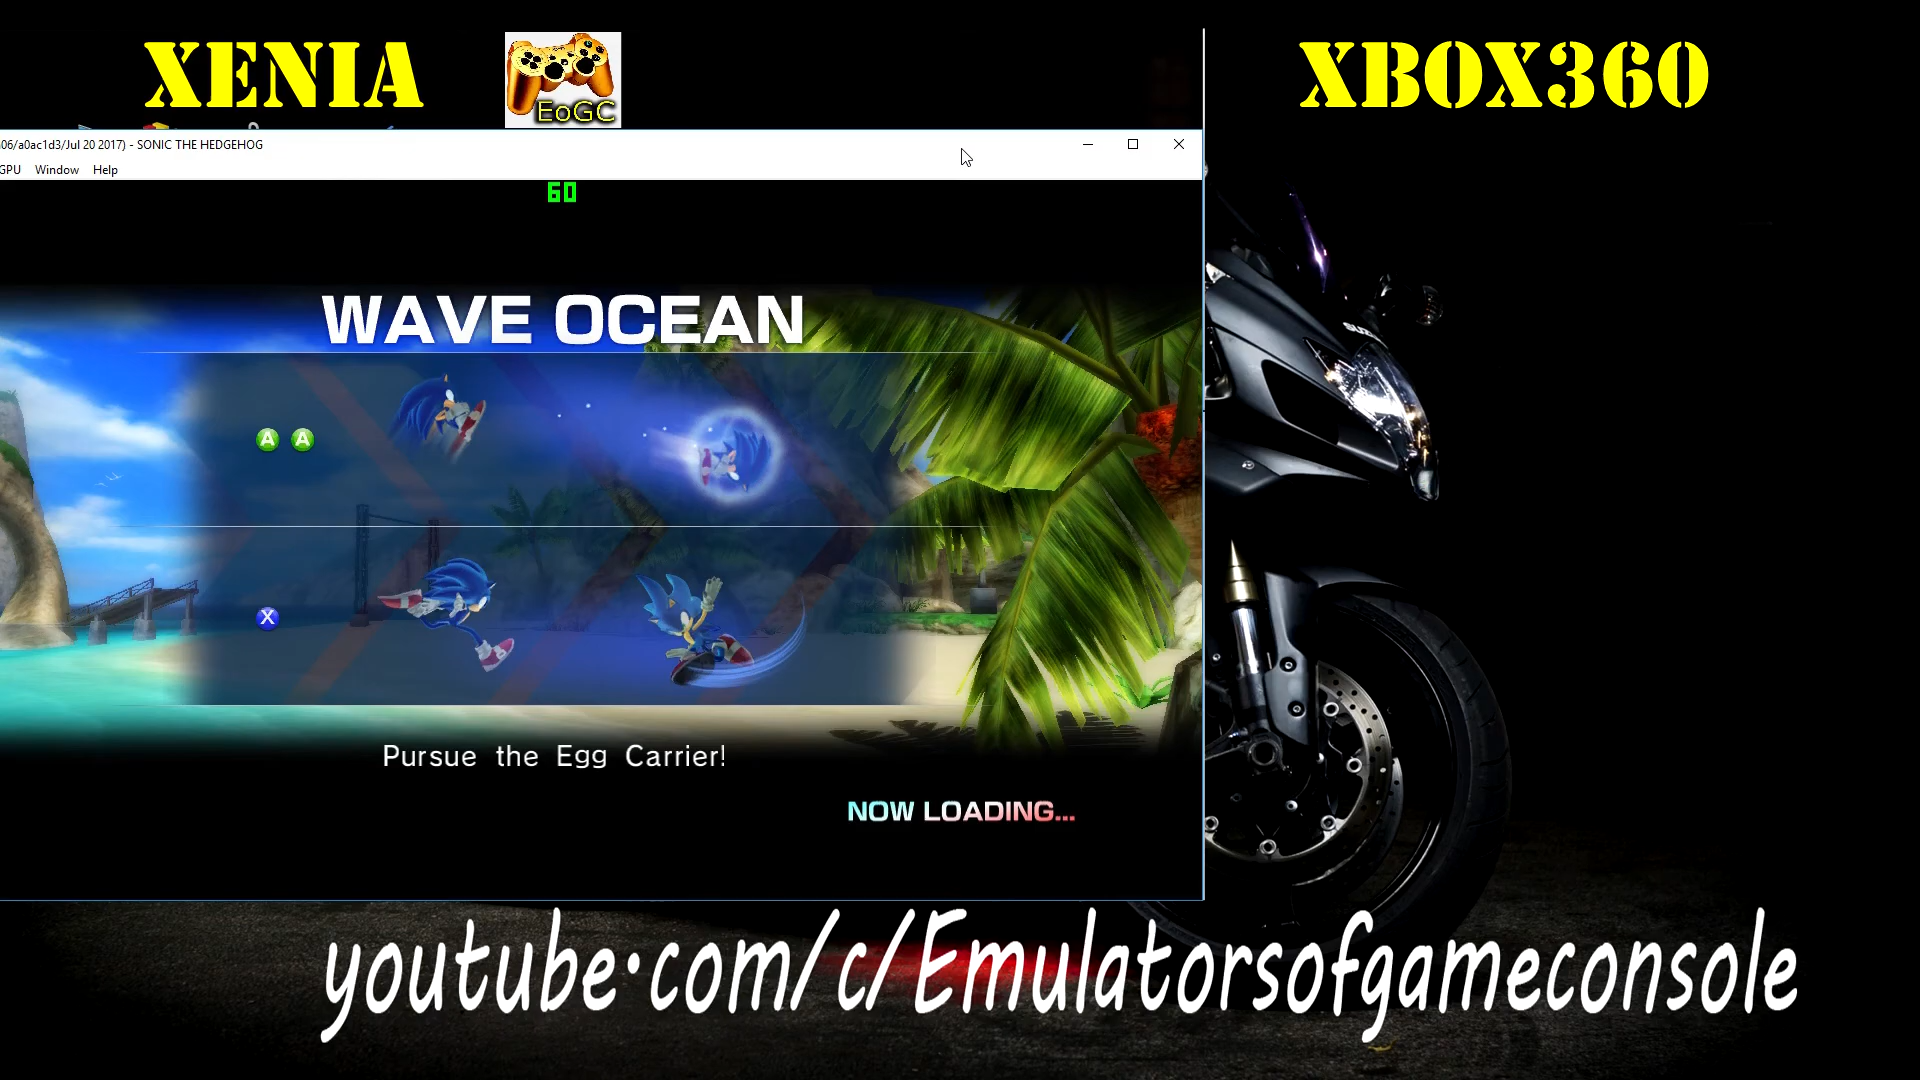 XENIA
EoGC
XBOX360
06/a0ac1d3/Jul 20 2017) - SONIC THE HEDGEHOG
GPU Window Help
60
WAVE OCEAN
A A
X
Pursue the Egg Carrier!
NOW LOADING...
youtube.com/c/Emulatorsofgameconsole